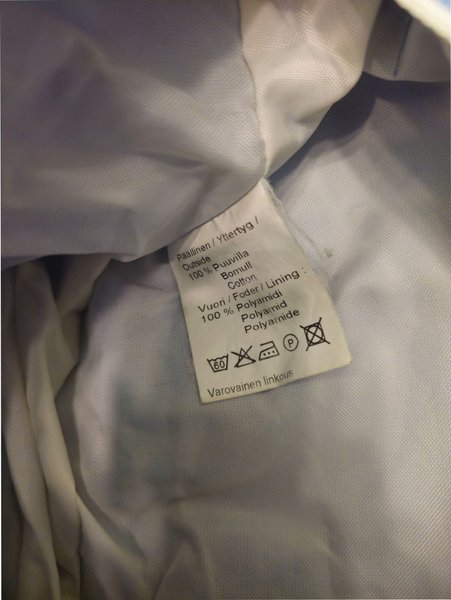 Päällinen / Yttertyg /
Outside
100 % Puuvilla
Bomull
Cotton
Vuori / Foder / Lining :
100 % Polyamidi
Polyamid
Polyamide
60 P
Varovainen linkous